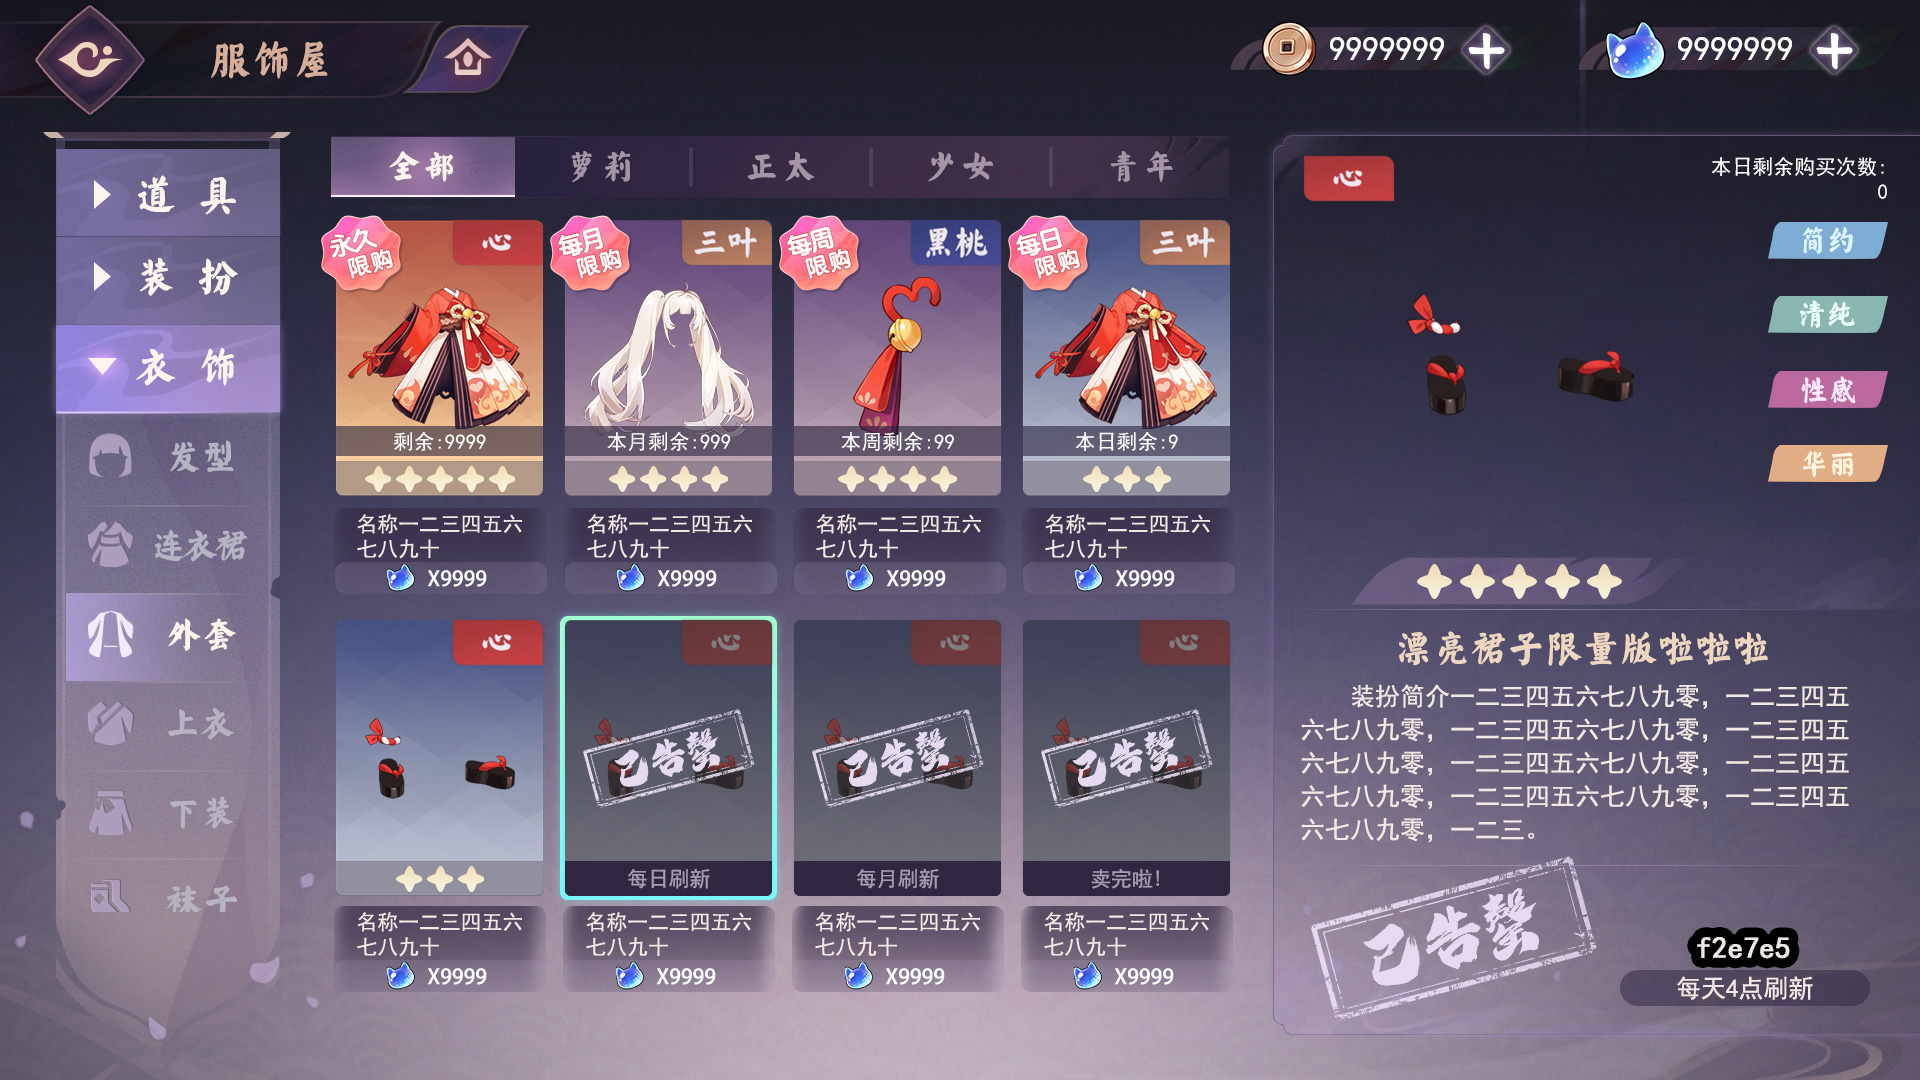 服饰屋
9999999
9999999
道具
装扮
衣饰
发型
连衣裙
外套
上衣
下装
袜子
全部
萝莉
正太
少女
青年
永久
限购
心
剩余:9999
名称一二三四五六
七八九十
X9999
每月
限购
三叶
本月剩余:999
名称一二三四五六
七八九十
X9999
每周
限购
黑桃
本周剩余:99
名称一二三四五六
七八九十
X9999
每日
限购
三叶
本日剩余:9
名称一二三四五六
七八九十
X9999
心
名称一二三四五六
七八九十
X9999
心
已告罄
每日刷新
名称一二三四五六
七八九十
X9999
心
已告罄
每月刷新
名称一二三四五六
七八九十
X9999
心
已告罄
卖完啦!
名称一二三四五六
七八九十
X9999
心
本日剩余购买次数:
0
简约
清纯
性感
华丽
漂亮裙子限量版啦啦啦
装扮简介一二三四五六七八九零，一二三四五
六七八九零，一二三四五六七八九零，一二三四五
六七八九零，一二三四五六七八九零，一二三四五
六七八九零，一二三四五六七八九零，一二三四五
六七八九零，一二三。
已告罄
f2e7e5
每天4点刷新